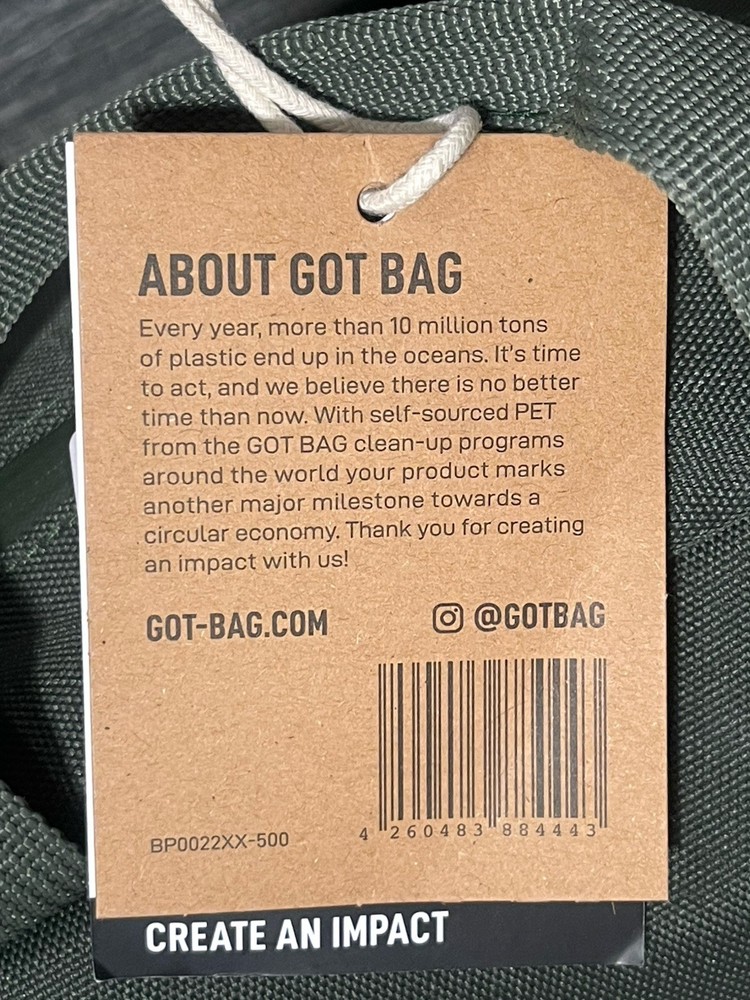 ABOUT GOT BAG
Every year, more than 10 million tons
of plastic end up in the oceans. It's time
to act, and we believe there is no better
time than now. With self-sourced PET
from the GOT BAG clean-up programs
around the world your product marks
another major milestone towards a
circular economy. Thank you for creating
an impact with us!
GOT-BAG.COM @GOTBAG
BP0022XX-500
4 260483 884443
CREATE AN IMPACT